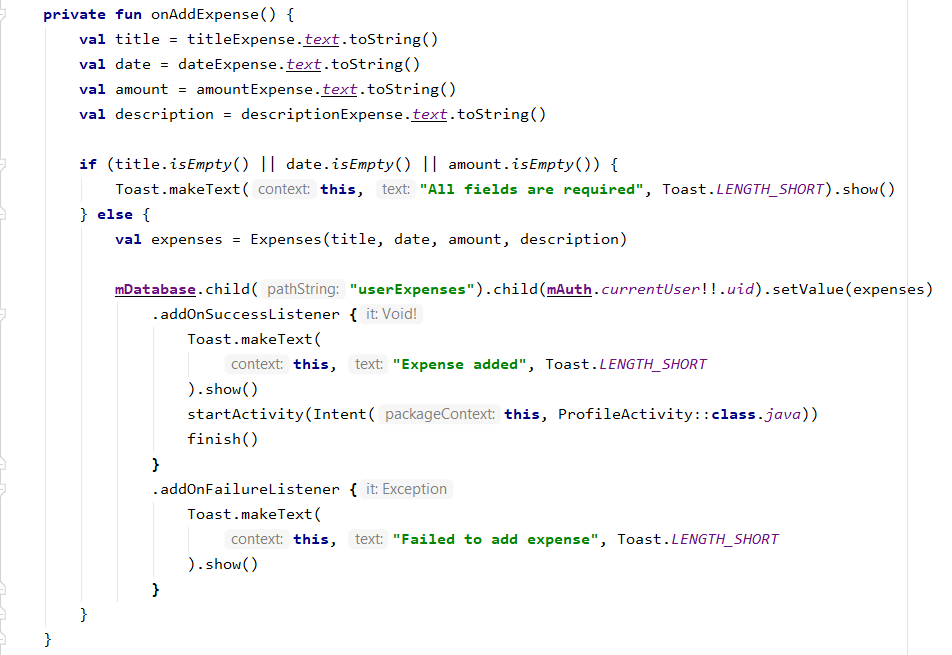 private fun onAddExpense() {
    val title = titleExpense.text.toString()
    val date = dateExpense.text.toString()
    val amount = amountExpense.text.toString()
    val description = descriptionExpense.text.toString()

    if (title.isEmpty() || date.isEmpty() || amount.isEmpty()) {
        Toast.makeText( context: this, text: "All fields are required", Toast.LENGTH_SHORT).show()
    } else {
        val expenses = Expenses(title, date, amount, description)

        mDatabase.child( pathString: "userExpenses").child(mAuth.currentUser!!.uid).setValue(expenses)
            .addOnSuccessListener { it: Void!
                Toast.makeText(
                    context: this, text: "Expense added", Toast.LENGTH_SHORT
                ).show()
                startActivity(Intent( packageContext: this, ProfileActivity::class.java))
                finish()
            }
            .addOnFailureListener { it: Exception
                Toast.makeText(
                    context: this, text: "Failed to add expense", Toast.LENGTH_SHORT
                ).show()
            }
    }
}